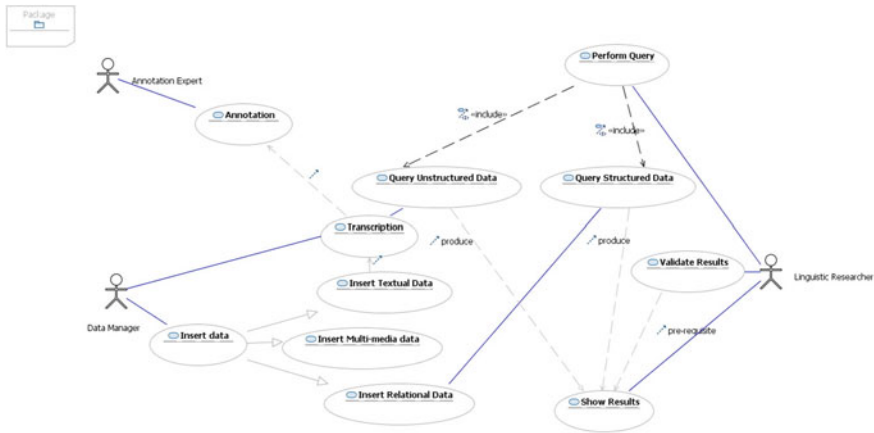 Package
Perform Query
Annotation Expert
Annotation
«include»
«include»
Query Unstructured Data
Query Structured Data
Transcription
produce
produce
Validate Results
Linguistic Researcher
Insert Textual Data
Data Manager
Insert data
Insert Multi-media data
pre-requisite
Insert Relational Data
Show Results